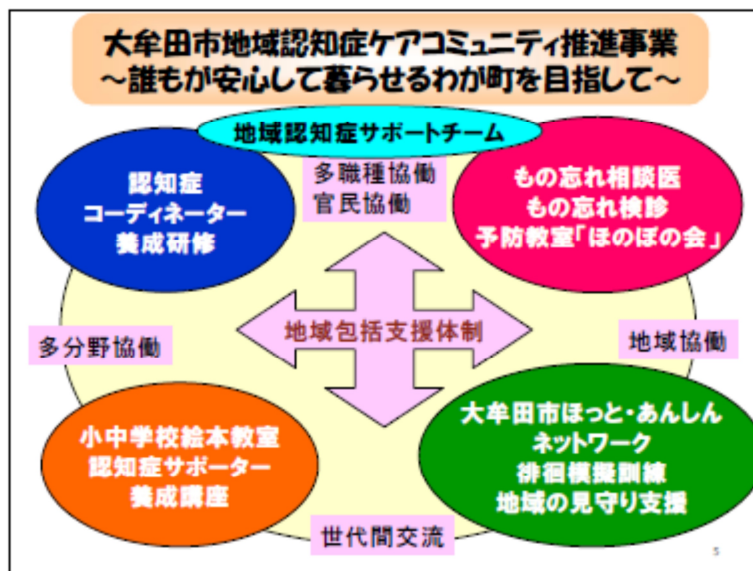 大牟田市地域認知症ケアコミュニティ推進事業
～誰もが安心して暮らせるわが町を目指して～
地域認知症サポートチーム
多職種協働
官民協働
認知症
コーディネーター
養成研修
もの忘れ相談医
もの忘れ検診
予防教室「ほのぼの会」
地域包括支援体制
多分野協働
地域協働
小中学校絵本教室
認知症サポーター
養成講座
大牟田市ほっと・あんしん
ネットワーク
徘徊模擬訓練
地域の見守り支援
世代間交流
5